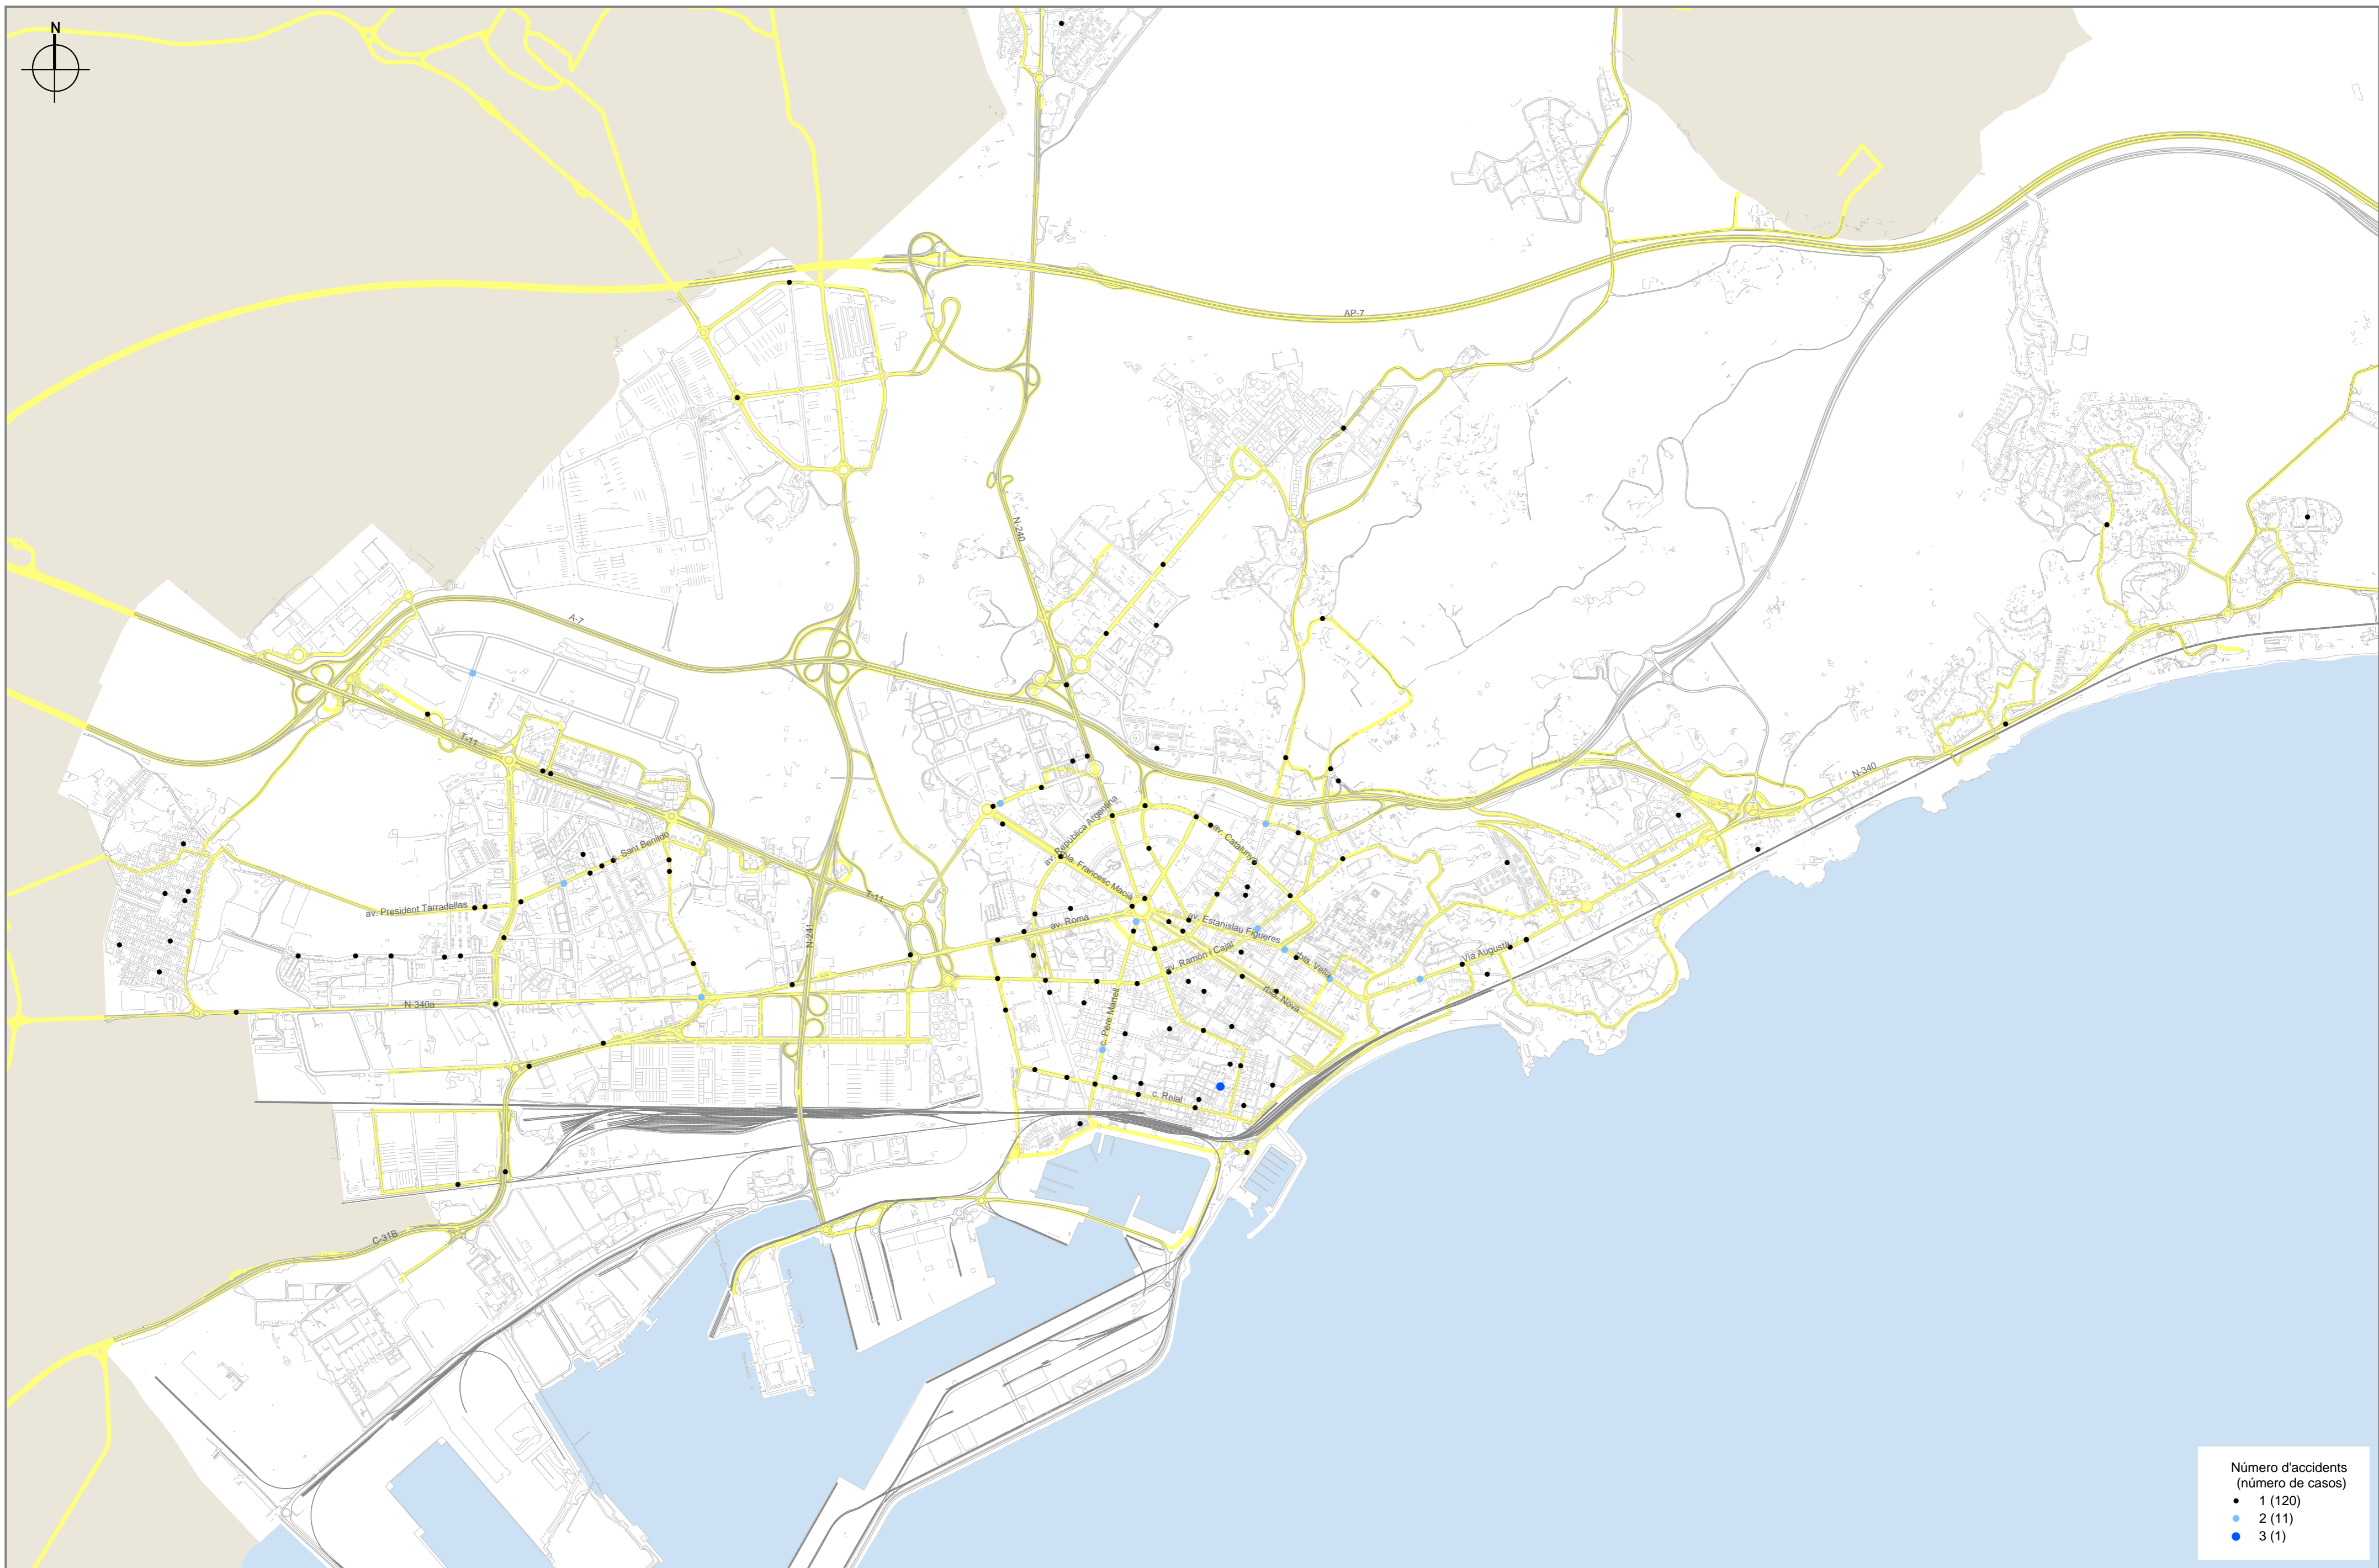 N
AP-7
N-240
A-7
T-11
N-340
av. República Argentina
av. Catalunya
Sant Benildo
rbla. Francesc Macià
av. President Tarradellas
T-11
av. Roma
av. Estanislau Figueres
N-241
av. Ramón i Cajal
rbla. Vella
Via Augusta
N-340a
rbla. Nova
c. Pere Martell
c. Reial
C-31B
Número d'accidents
(número de casos)
1 (120)
2 (11)
3 (1)